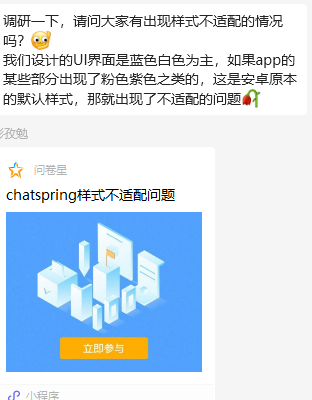 调研一下，请问大家有出现样式不适配的情况
吗？
我们设计的UI界面是蓝色白色为主，如果app的
某些部分出现了粉色紫色之类的，这是安卓原本
的默认样式，那就出现了不适配的问题
孜勉
问卷星
chatspring样式不适配问题
立即参与
小程序